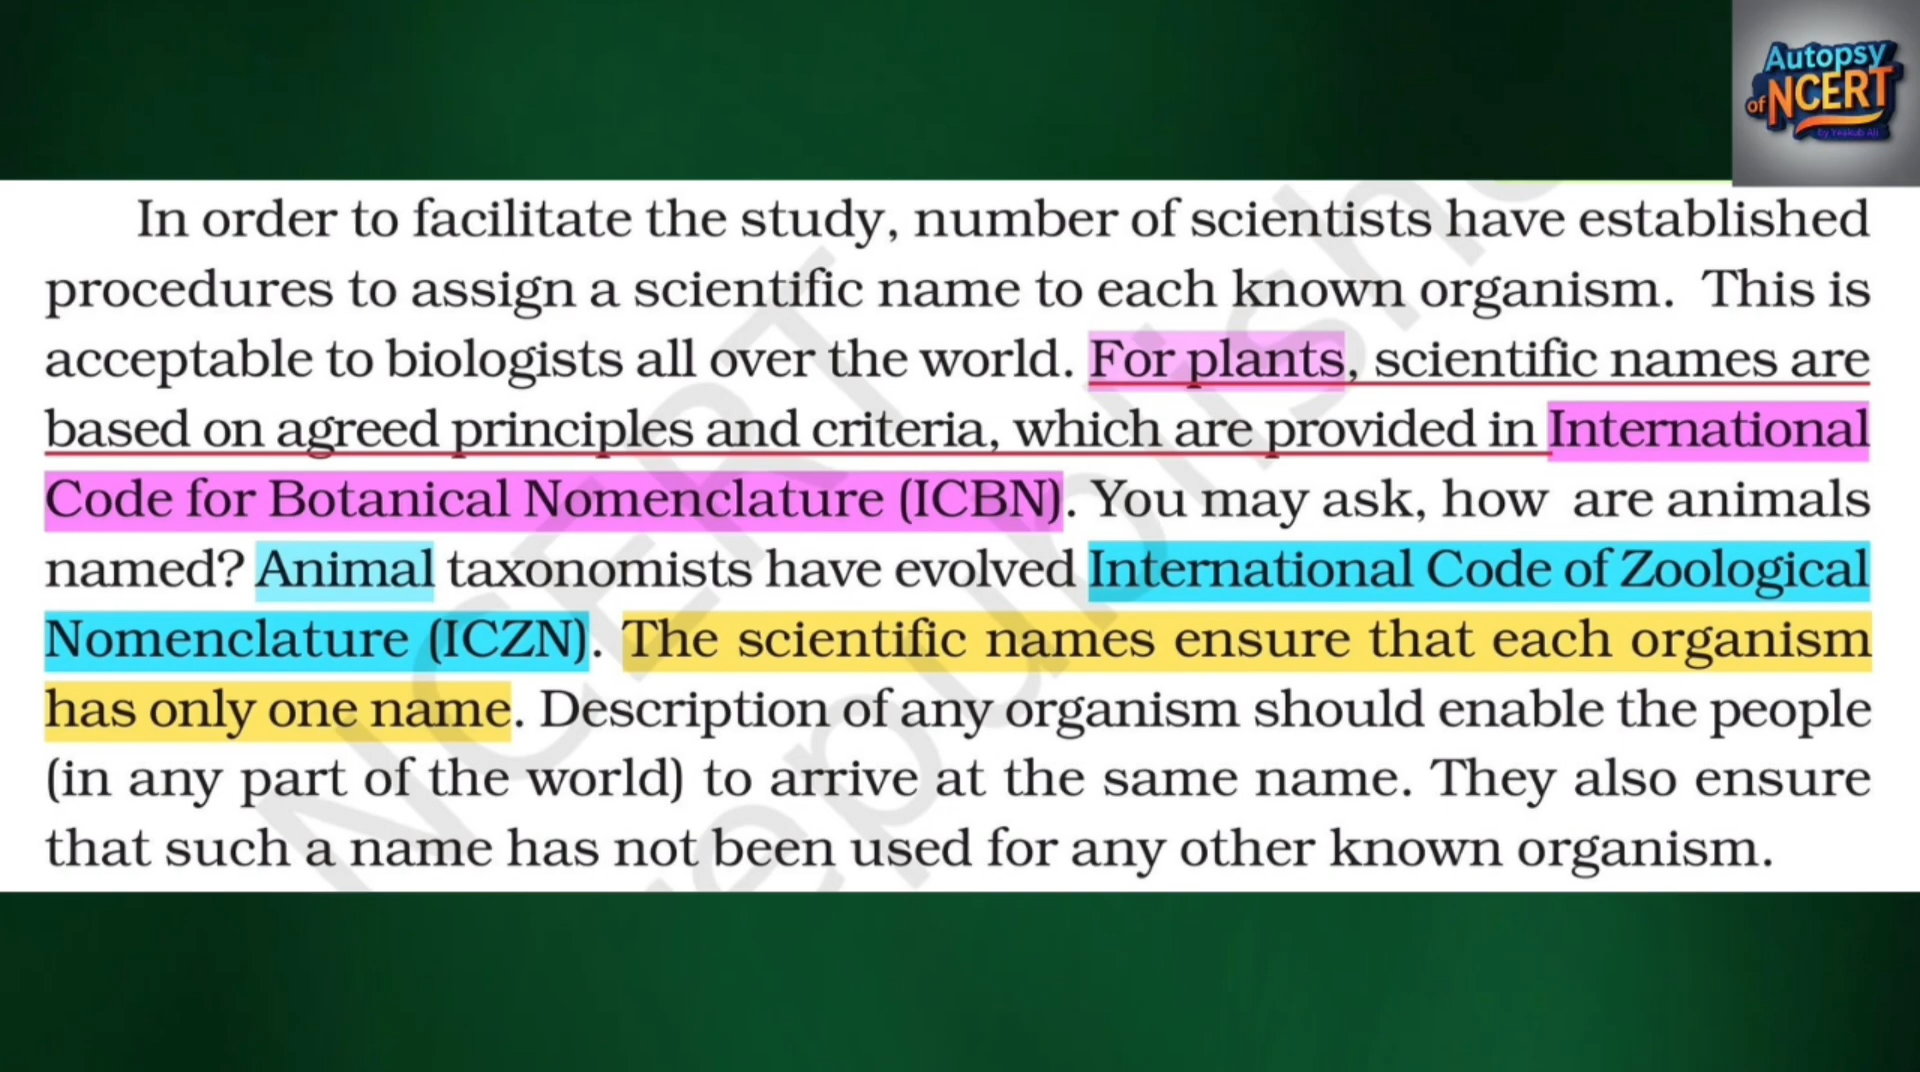 Autopsy
of NCERT
by Yeakub Ali
In order to facilitate the study, number of scientists have established
procedures to assign a scientific name to each known organism. This is
acceptable to biologists all over the world. For plants, scientific names are
based on agreed principles and criteria, which are provided in International
Code for Botanical Nomenclature (ICBN). You may ask, how are animals
named? Animal taxonomists have evolved International Code of Zoological
Nomenclature (ICZN). The scientific names ensure that each organism
has only one name. Description of any organism should enable the people
(in any part of the world) to arrive at the same name. They also ensure
that such a name has not been used for any other known organism.
NCERT
republished